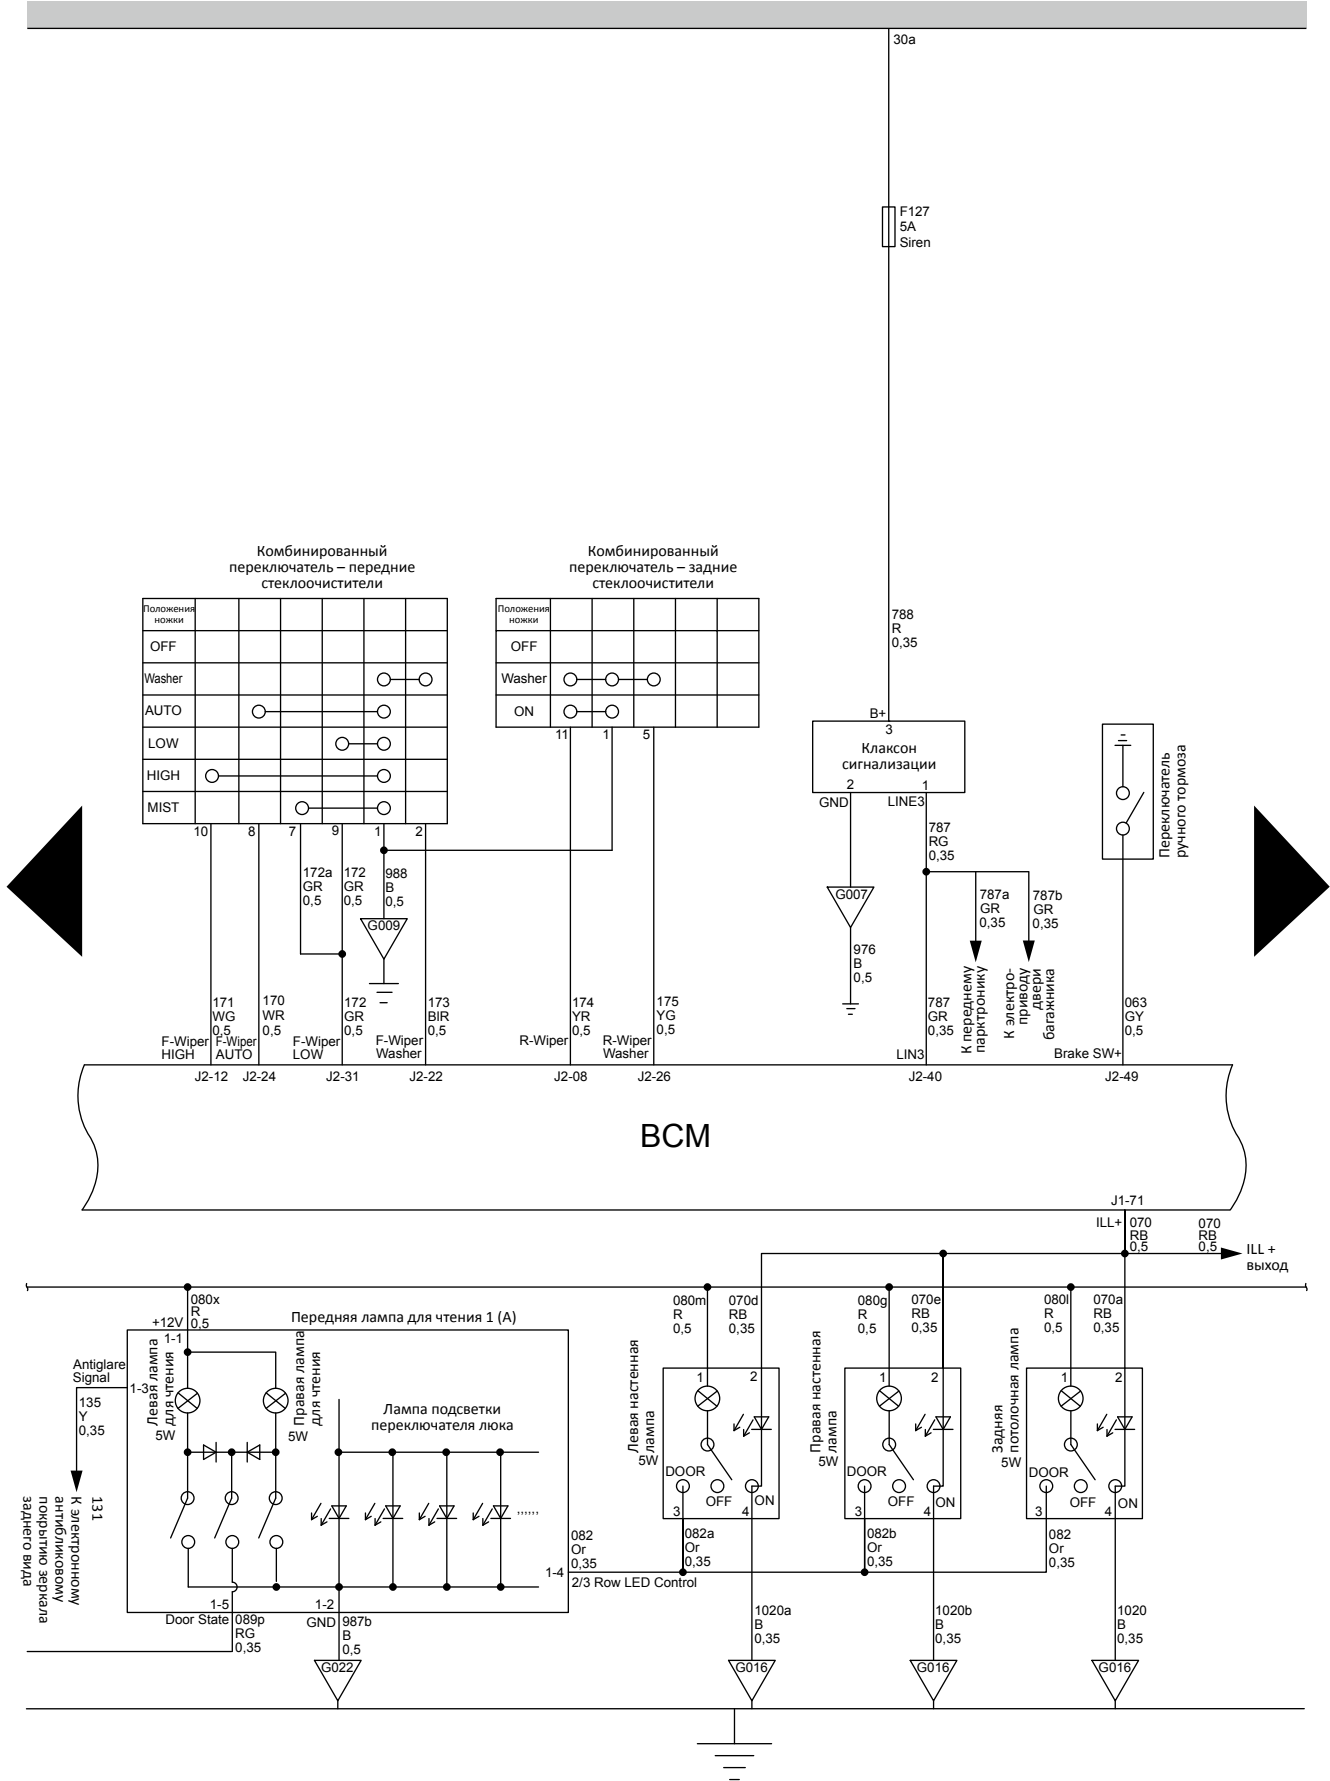 30a
F127
5A
Siren
Комбинированный
переключатель – передние
стеклоочистители
Комбинированный
переключатель – задние
стеклоочистители
Положения
ножки
OFF
Washer
AUTO
LOW
HIGH
MIST
10
8
7
9
1
2
Положения
ножки
OFF
Washer
ON
11
1
5
788
R
0,35
B+
3
Клаксон
сигнализации
2
1
GND
LINE3
787
RG
0,35
Переключатель
ручного тормоза
172a
GR
0,5
172
GR
0,5
988
B
0,5
G009
G007
976
B
0,5
787a
GR
0,35
787b
GR
0,35
К переднему
парктронику
К электро-
приводу
двери
багажника
171
WG
0,5
170
WR
0,5
172
GR
0,5
173
BIR
0,5
174
YR
0,5
175
YG
0,5
787
GR
0,35
063
GY
0,5
F-Wiper
HIGH
F-Wiper
AUTO
F-Wiper
LOW
F-Wiper
Washer
R-Wiper
R-Wiper
Washer
LIN3
Brake SW+
J2-12
J2-24
J2-31
J2-22
J2-08
J2-26
J2-40
J2-49
BCM
J1-71
ILL+
070
RB
0,5
070
RB
0,5
ILL +
выход
080x
R
0,5
+12V
1-1
Передняя лампа для чтения 1 (A)
Antiglare
Signal
1-3
135
Y
0,35
131
К электронному
антибликовому
покрытию зеркала
заднего вида
Левая лампа
для чтения
5W
Правая лампа
для чтения
5W
Лампа подсветки
переключателя люка
,,,,,,
1-4
082
Or
0,35
2/3 Row LED Control
1-5
Door State
089p
RG
0,35
1-2
GND
987b
B
0,5
G022
080m
R
0,5
070d
RB
0,35
Левая настенная
лампа
5W
1
2
DOOR
OFF
ON
3
4
082a
Or
0,35
1020a
B
0,35
G016
080g
R
0,5
070e
RB
0,35
Правая настенная
лампа
5W
1
2
DOOR
OFF
ON
3
4
082b
Or
0,35
1020b
B
0,35
G016
080l
R
0,5
070a
RB
0,35
Задняя
потолочная лампа
5W
1
2
DOOR
OFF
ON
3
4
082
Or
0,35
1020
B
0,35
G016